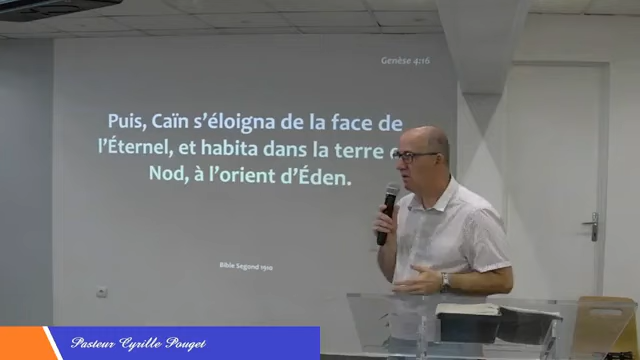 Genèse 4:16
Puis, Caïn s'éloigna de la face de
l'Éternel, et habita dans la terre
Nod, à l'orient d'Éden.
Bible Segond 1910
Pasteur Cyrille Pouget